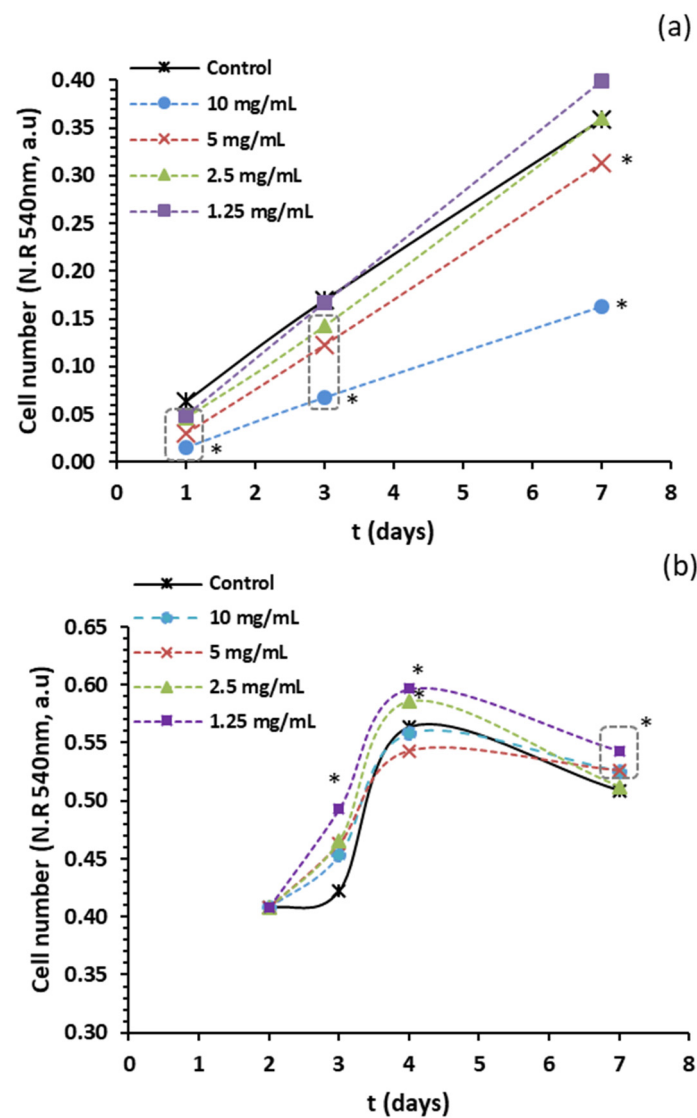 (a)
Control
10 mg/mL
5 mg/mL
2.5 mg/mL
1.25 mg/mL
Cell number (N.R 540nm, a.u)
0.40
0.35
0.30
0.25
0.20
0.15
0.10
0.05
0.00
*
*
*
*
0 1 2 3 4 5 6 7 8
t (days)
(b)
Control
10 mg/mL
5 mg/mL
2.5 mg/mL
1.25 mg/mL
Cell number (N.R 540nm, a.u)
0.65
0.60
0.55
0.50
0.45
0.40
0.35
0.30
*
*
*
*
0 1 2 3 4 5 6 7 8
t (days)